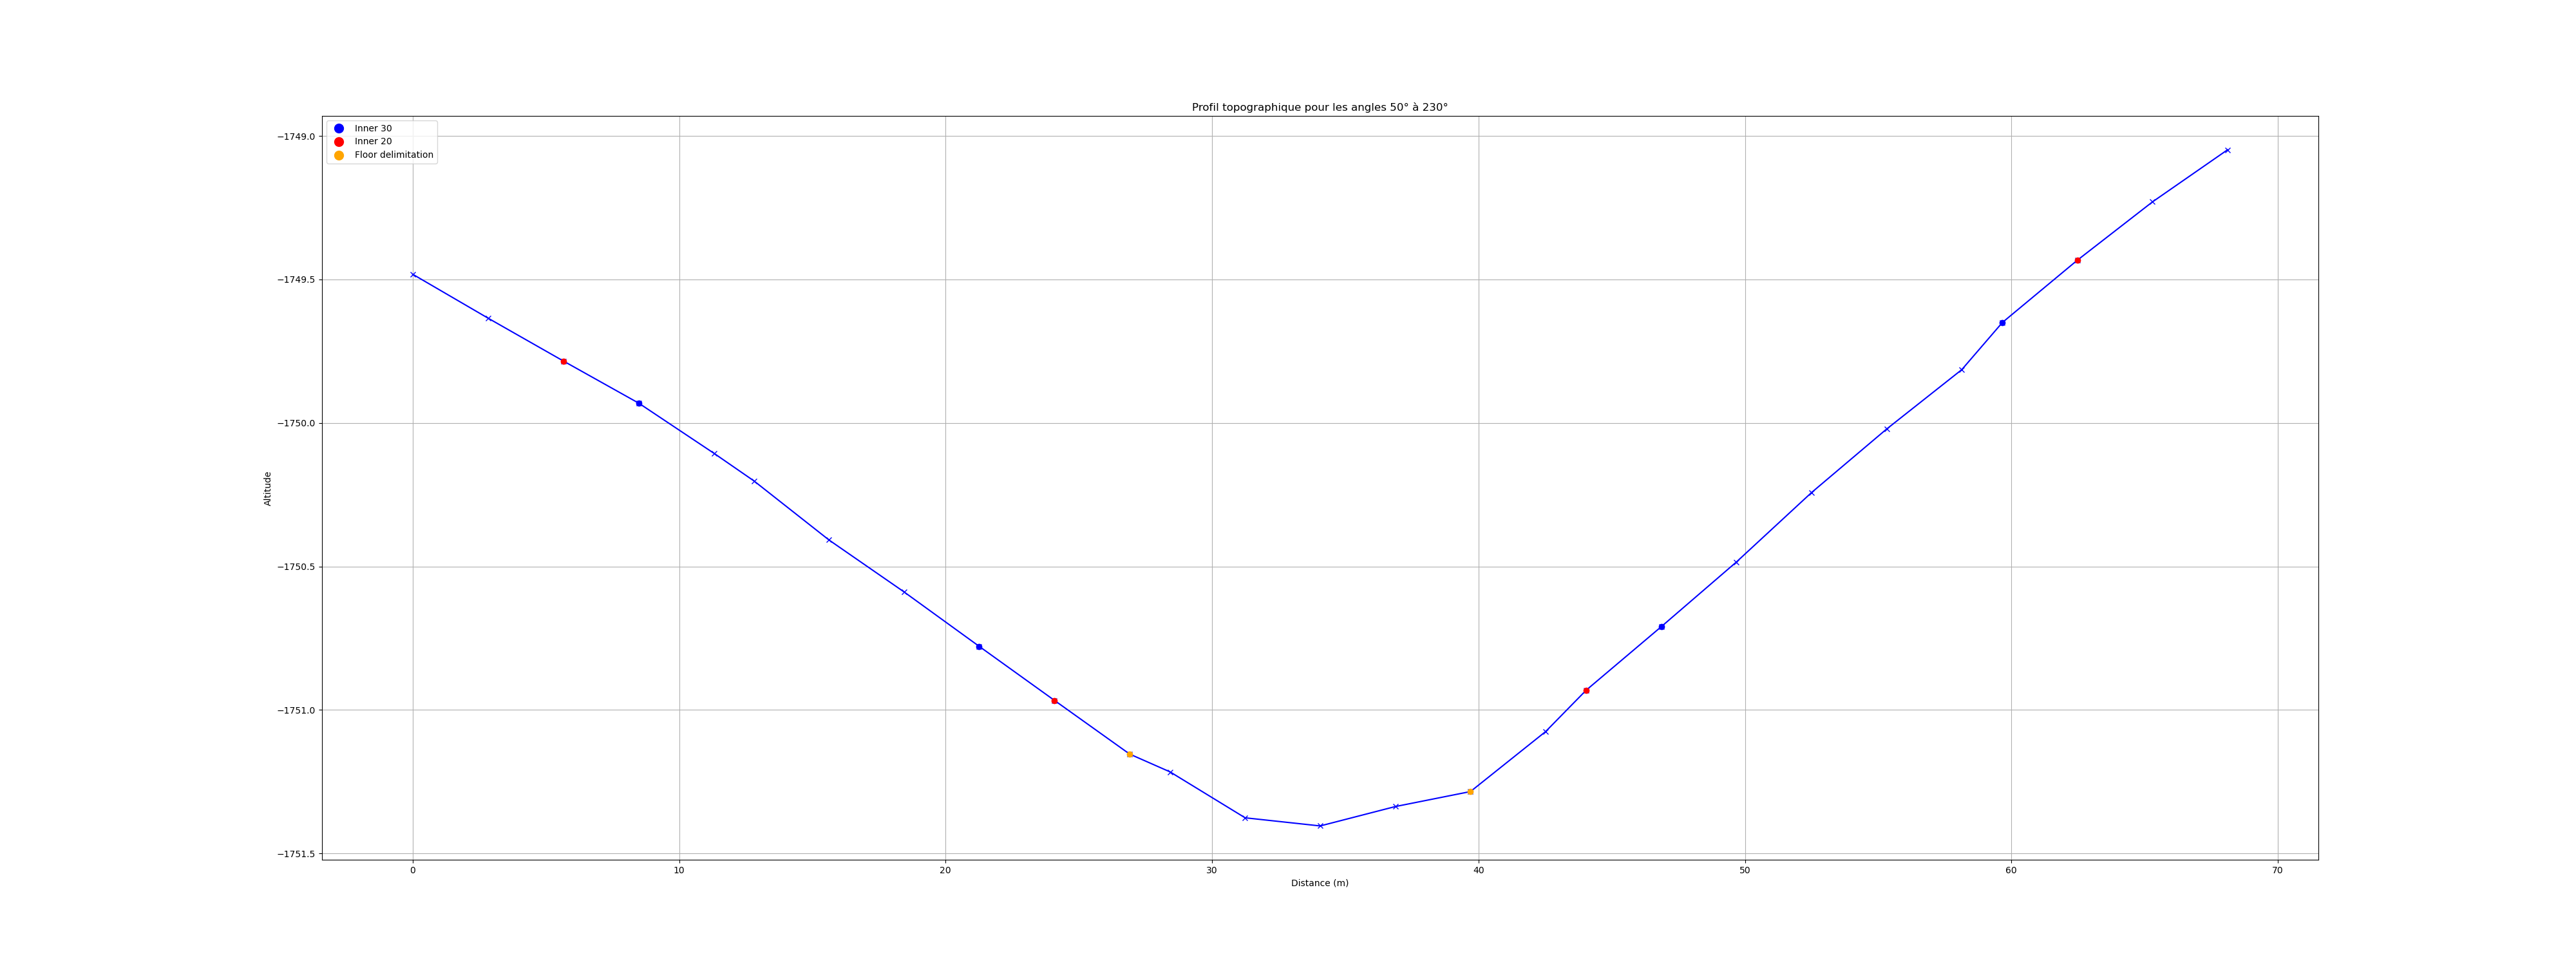 Profil topographique pour les angles 50° à 230°
Inner 30
Inner 20
Floor delimitation
−1749.0
−1749.5
−1750.0
−1750.5
−1751.0
−1751.5
Altitude
0 10 20 30 40 50 60 70
Distance (m)